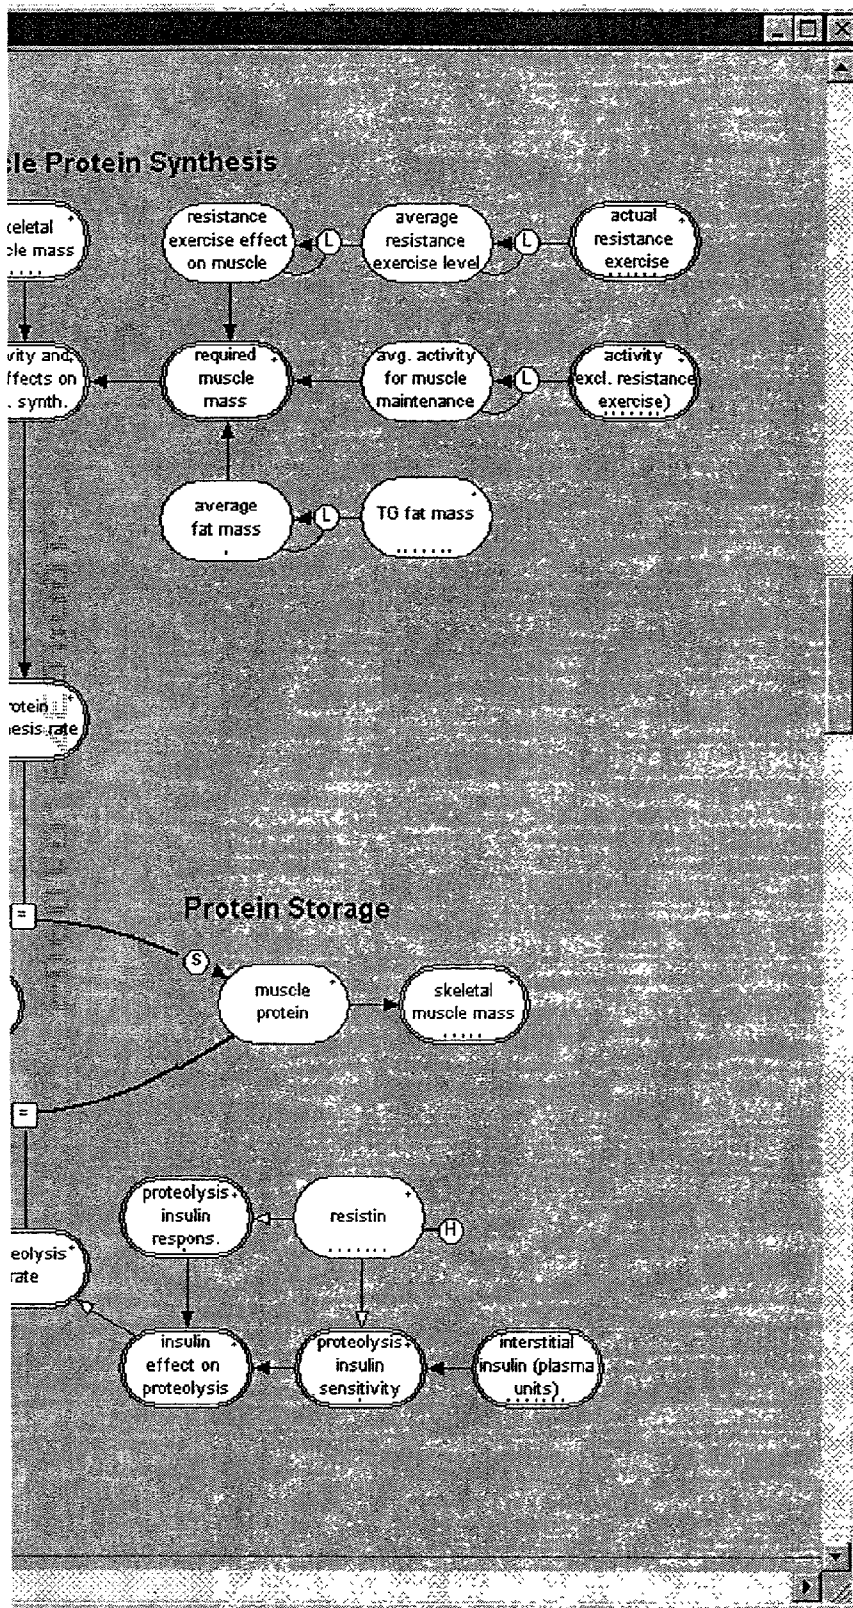 cle Protein Synthesis
keletal
cle mass
resistance
exercise effect
on muscle
L
average
resistance
exercise level
L
actual
resistance
exercise
vity and
ffects on
. synth.
required
muscle
mass
avg. activity
for muscle
maintenance
L
activity
(excl. resistance
exercise)
average
fat mass
L
TG fat mass
rotein
hesis rate
=
Protein Storage
S
muscle
protein
skeletal
muscle mass
=
proteolysis
insulin
respons.
resistin
H
eolysis
rate
insulin
effect on
proteolysis
proteolysis
insulin
sensitivity
interstitial
insulin (plasma
units)